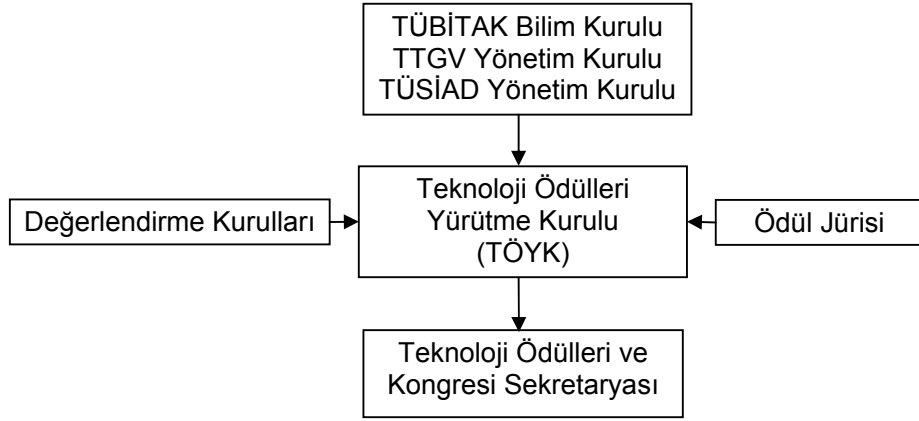 TÜBİTAK Bilim Kurulu
TTGV Yönetim Kurulu
TÜSİAD Yönetim Kurulu
Değerlendirme Kurulları
Teknoloji Ödülleri
Yürütme Kurulu
(TÖYK)
Ödül Jürisi
Teknoloji Ödülleri ve
Kongresi Sekretaryası